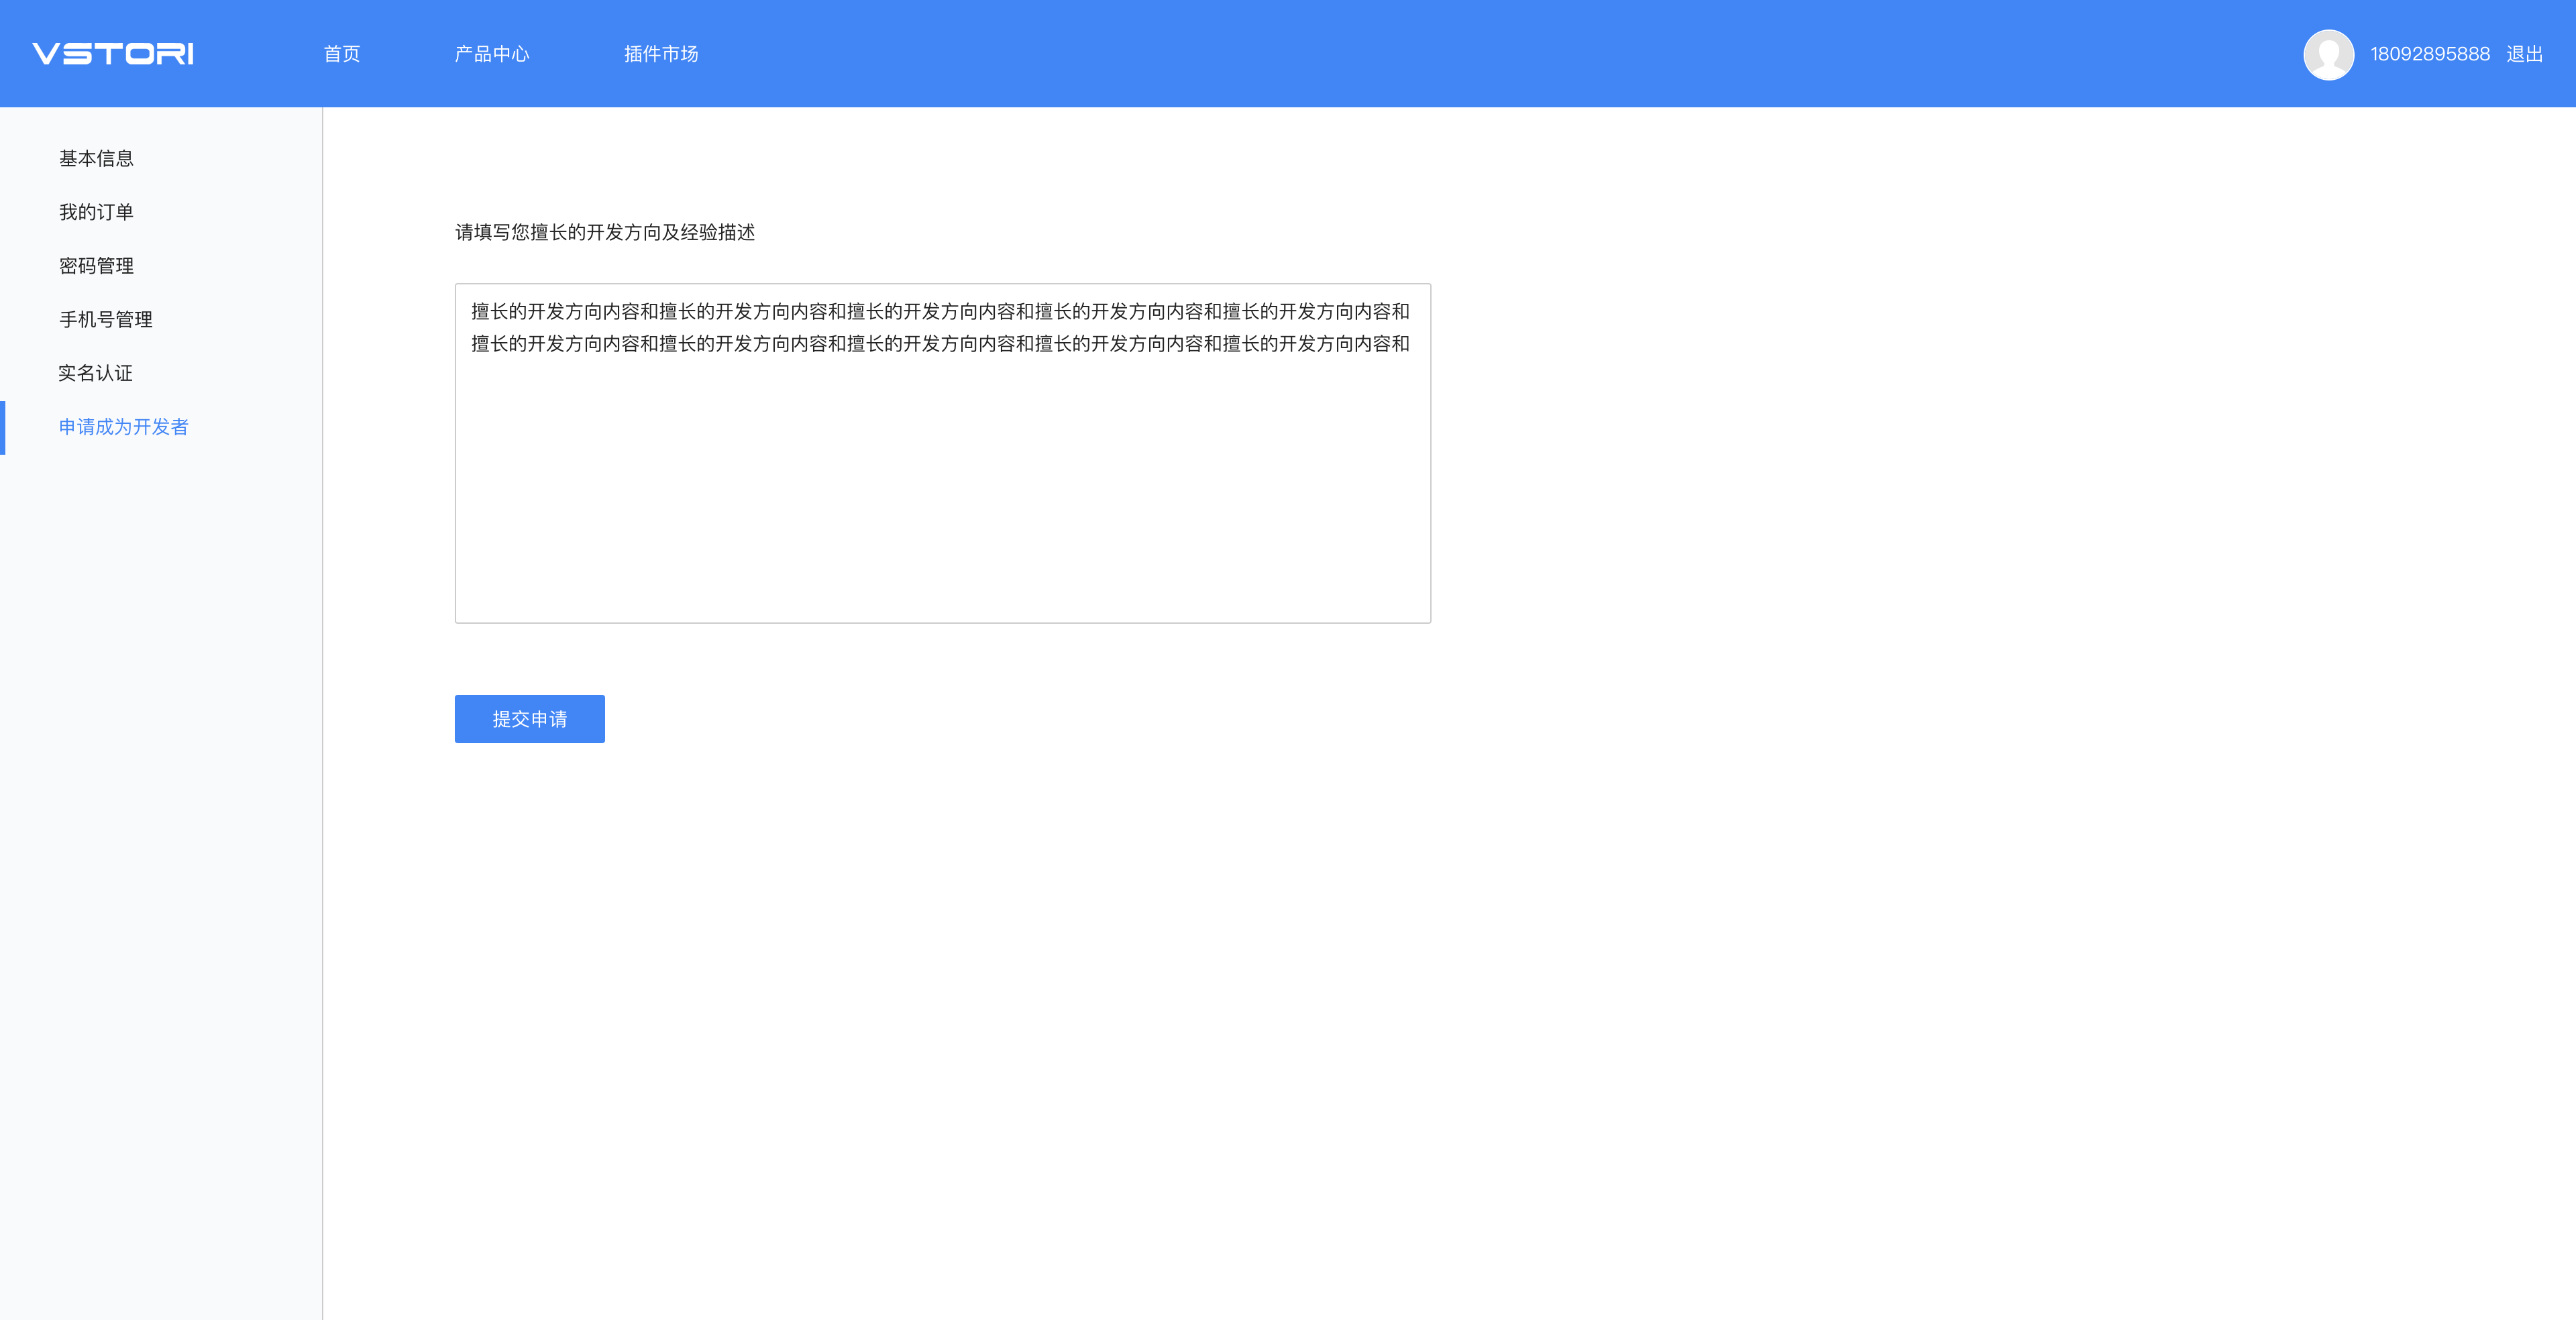 VSTORI
首页
产品中心
插件市场
18092895888
退出
基本信息
我的订单
密码管理
手机号管理
实名认证
申请成为开发者
请填写您擅长的开发方向及经验描述
擅长的开发方向内容和擅长的开发方向内容和擅长的开发方向内容和擅长的开发方向内容和擅长的开发方向内容和
擅长的开发方向内容和擅长的开发方向内容和擅长的开发方向内容和擅长的开发方向内容和擅长的开发方向内容和
提交申请